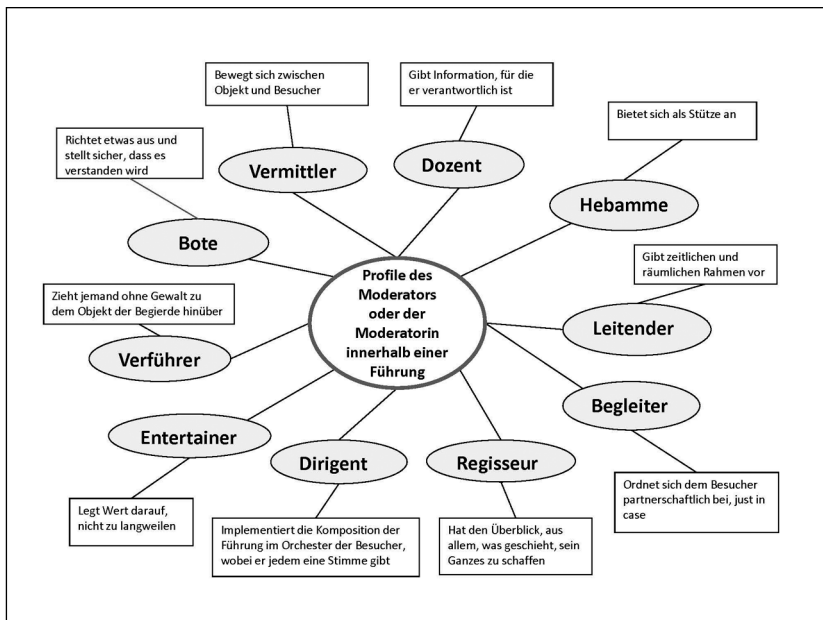 Bewegt sich zwischen
Objekt und Besucher
Gibt Information, für die
er verantwortlich ist
Bietet sich als Stütze an
Richtet etwas aus und
stellt sicher, dass es
verstanden wird
Vermittler
Dozent
Hebamme
Bote
Profile des
Moderators
oder der
Moderatorin
innerhalb einer
Führung
Gibt zeitlichen und
räumlichen Rahmen vor
Zieht jemand ohne Gewalt zu
dem Objekt der Begierde hinüber
Leitender
Verführer
Begleiter
Entertainer
Dirigent
Regisseur
Ordnet sich dem Besucher
partnerschaftlich bei, just in
case
Legt Wert darauf,
nicht zu langweilen
Implementiert die Komposition der
Führung im Orchester der Besucher,
wobei er jedem eine Stimme gibt
Hat den Überblick, aus
allem, was geschieht, sein
Ganzes zu schaffen